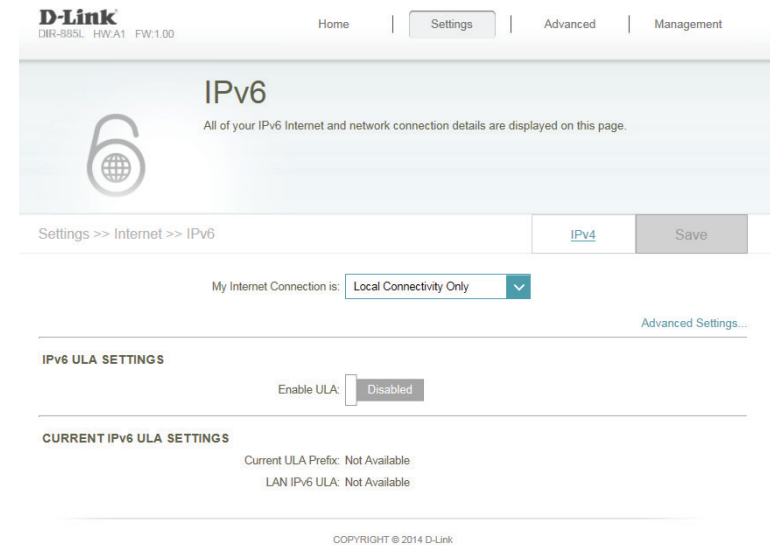 D-Link
DIR-885L HW:A1 FW:1.00
Home Settings Advanced Management
IPv6
All of your IPv6 Internet and network connection details are displayed on this page.
Settings >> Internet >> IPv6
IPv4 Save
My Internet Connection is: Local Connectivity Only
Advanced Settings...
IPv6 ULA SETTINGS
Enable ULA: Disabled
CURRENT IPv6 ULA SETTINGS
Current ULA Prefix: Not Available
LAN IPv6 ULA: Not Available
COPYRIGHT © 2014 D-Link